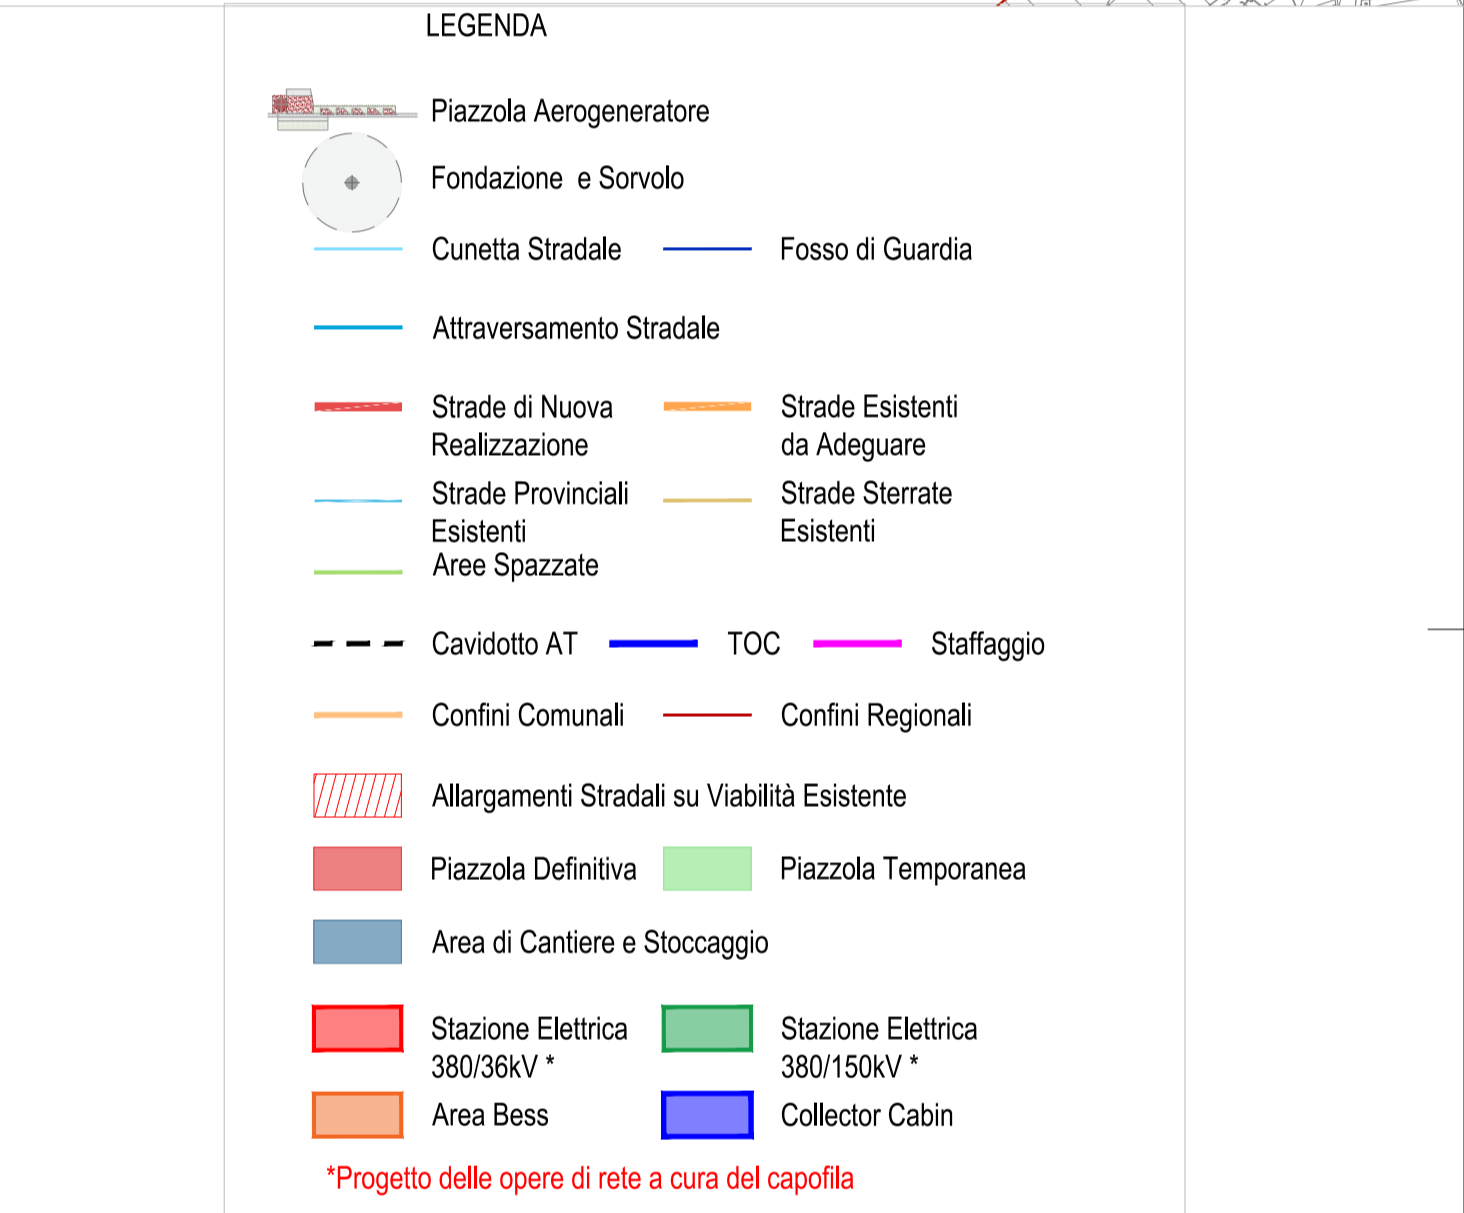 LEGENDA
Piazzola Aerogeneratore
Fondazione e Sorvolo
Cunetta Stradale
Fosso di Guardia
Attraversamento Stradale
Strade di Nuova
Realizzazione
Strade Esistenti
da Adeguare
Strade Provinciali
Esistenti
Strade Sterrate
Esistenti
Aree Spazzate
Cavidotto AT
TOC
Staffaggio
Confini Comunali
Confini Regionali
Allargamenti Stradali su Viabilità Esistente
Piazzola Definitiva
Piazzola Temporanea
Area di Cantiere e Stoccaggio
Stazione Elettrica
380/36kV *
Stazione Elettrica
380/150kV *
Area Bess
Collector Cabin
*Progetto delle opere di rete a cura del capofila